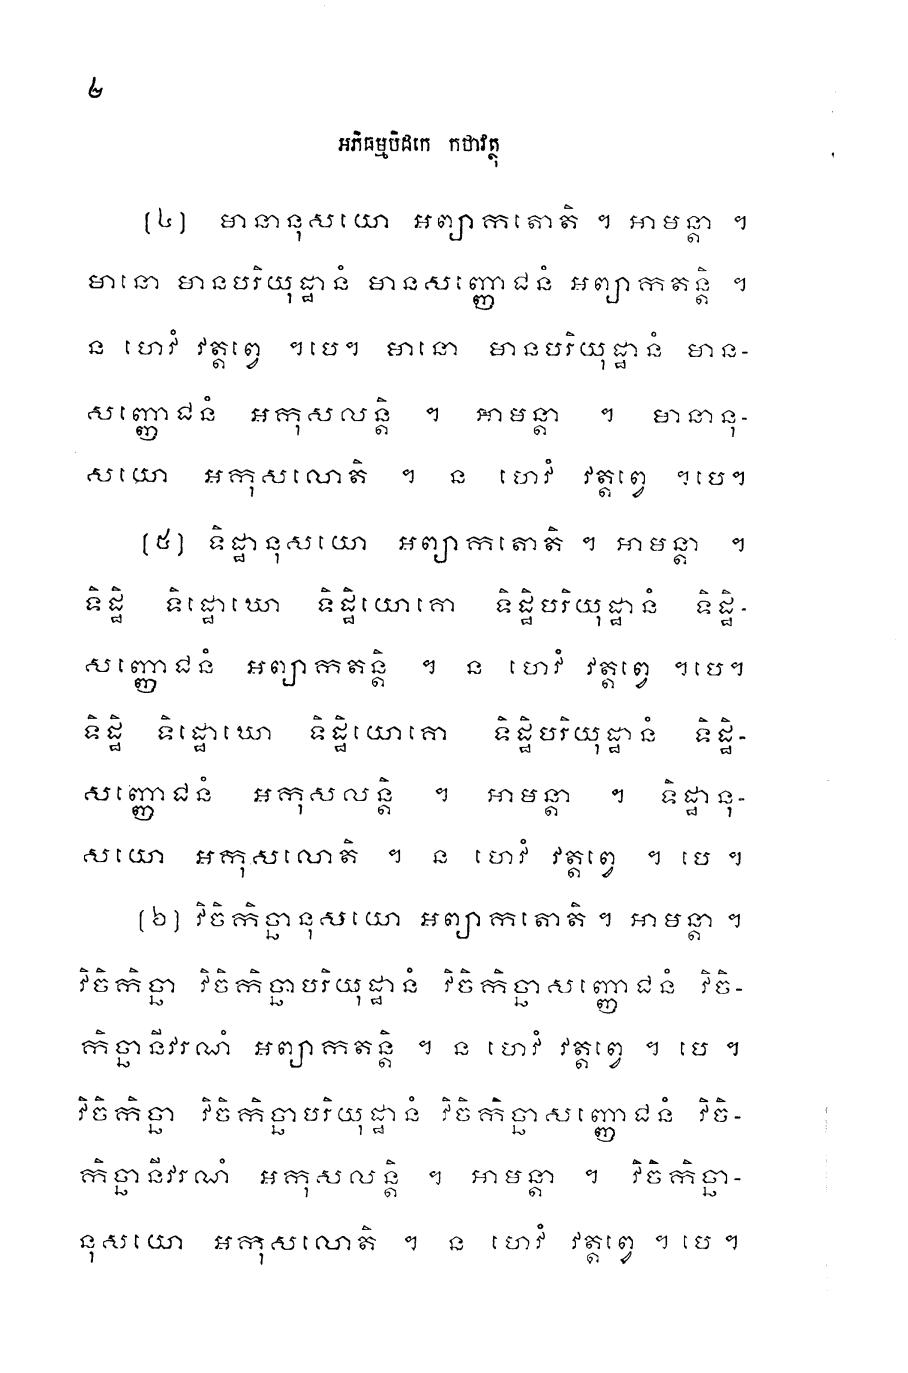 ៤
អភិធម្មបិដកេ កថាវត្ថុ
(៤) មានានុសយោ អព្យាកតោតិ ។ អាមន្តា ។
មានោ មានបរិយុដ្ឋានំ មានសញ្ញោជនំ អព្យាកតន្តិ ។
ន ហេវំ វត្តព្វេ ។បេ។ មានោ មានបរិយុដ្ឋានំ មាន-
សញ្ញោជនំ អកុសលន្តិ ។ អាមន្តា ។ មានានុ-
សយោ អកុសលោតិ ។ ន ហេវំ វត្តព្វេ ។បេ។
(៥) ទិដ្ឋានុសយោ អព្យាកតោតិ ។ អាមន្តា ។
ទិដ្ឋិ ទិដ្ឋោឃោ ទិដ្ឋិយោគោ ទិដ្ឋិបរិយុដ្ឋានំ ទិដ្ឋិ-
សញ្ញោជនំ អព្យាកតន្តិ ។ ន ហេវំ វត្តព្វេ ។បេ។
ទិដ្ឋិ ទិដ្ឋោឃោ ទិដ្ឋិយោគោ ទិដ្ឋិបរិយុដ្ឋានំ ទិដ្ឋិ-
សញ្ញោជនំ អកុសលន្តិ ។ អាមន្តា ។ ទិដ្ឋានុ-
សយោ អកុសលោតិ ។ ន ហេវំ វត្តព្វេ ។ បេ ។
(៦) វិចិកិច្ឆានុសយោ អព្យាកតោតិ ។ អាមន្តា ។
វិចិកិច្ឆា វិចិកិច្ឆាបរិយុដ្ឋានំ វិចិកិច្ឆាសញ្ញោជនំ វិចិ-
កិច្ឆានីវរណំ អព្យាកតន្តិ ។ ន ហេវំ វត្តព្វេ ។ បេ ។
វិចិកិច្ឆា វិចិកិច្ឆាបរិយុដ្ឋានំ វិចិកិច្ឆាសញ្ញោជនំ វិចិ-
កិច្ឆានីវរណំ អកុសលន្តិ ។ អាមន្តា ។ វិចិកិច្ឆា-
នុសយោ អកុសលោតិ ។ ន ហេវំ វត្តព្វេ ។ បេ ។